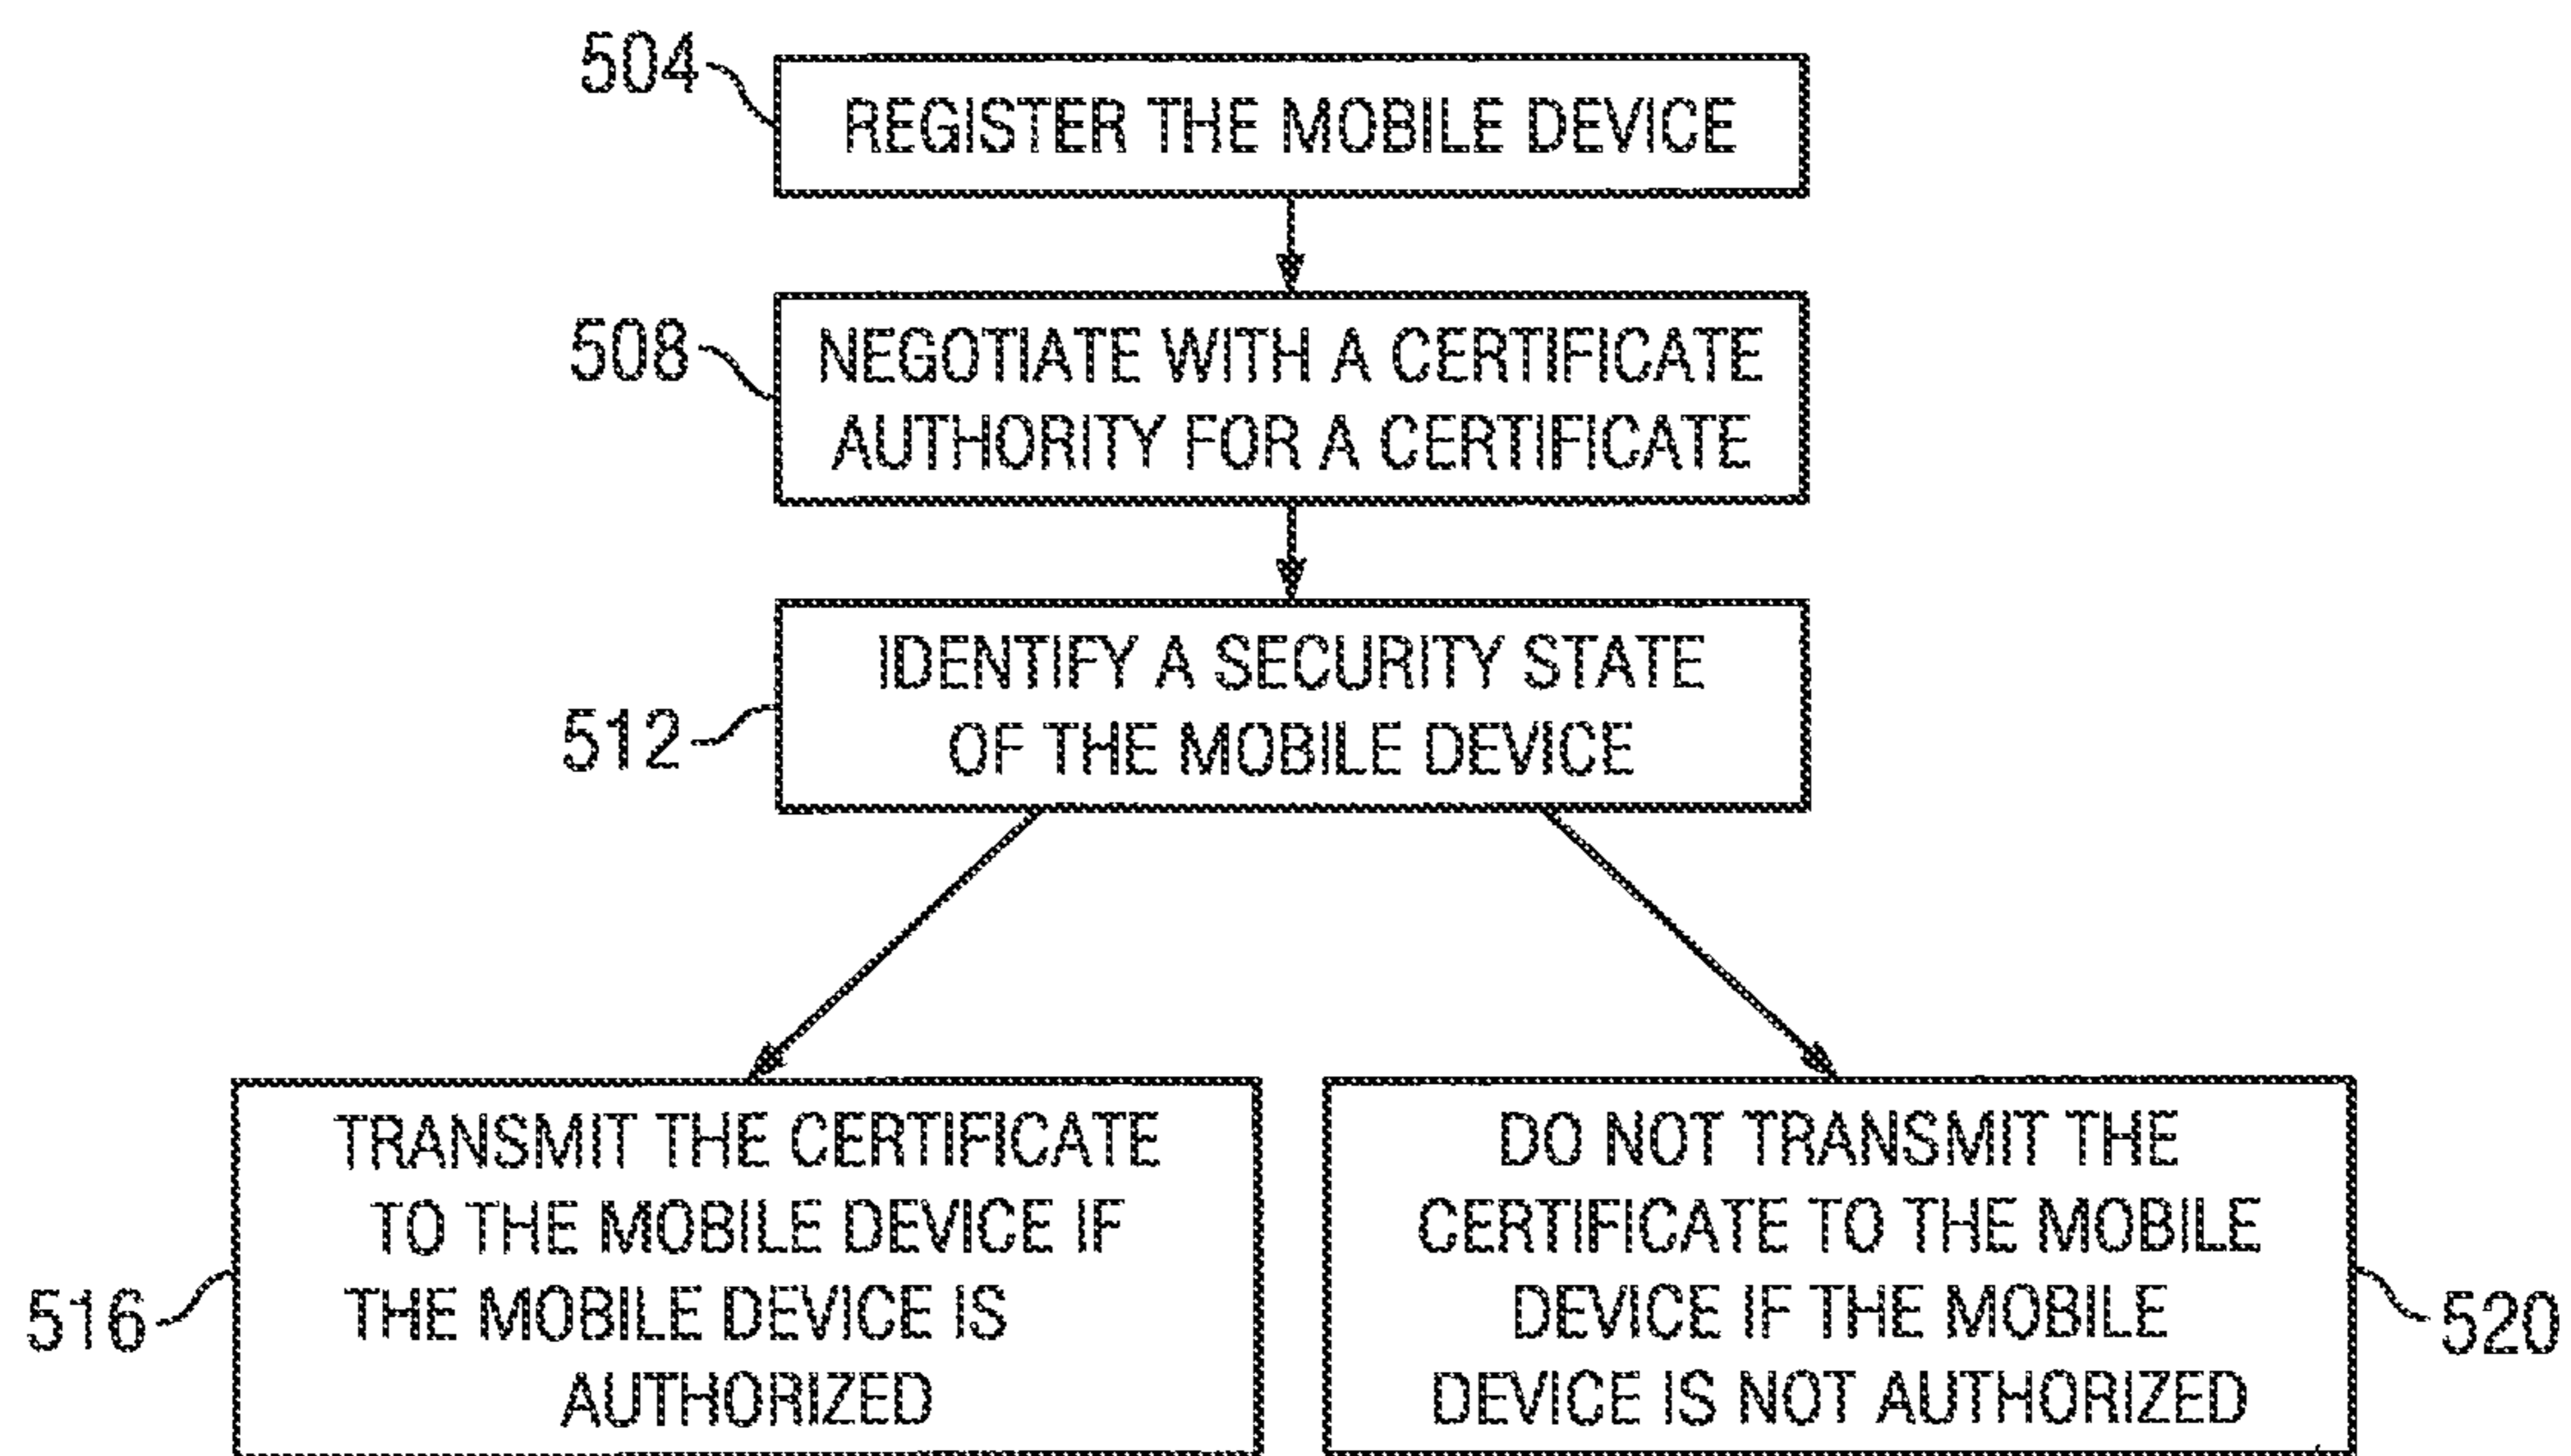 504
REGISTER THE MOBILE DEVICE
508
NEGOTIATE WITH A CERTIFICATE
AUTHORITY FOR A CERTIFICATE
IDENTIFY A SECURITY STATE
OF THE MOBILE DEVICE
512
TRANSMIT THE CERTIFICATE
TO THE MOBILE DEVICE IF
THE MOBILE DEVICE IS
AUTHORIZED
516
DO NOT TRANSMIT THE
CERTIFICATE TO THE MOBILE
DEVICE IF THE MOBILE
DEVICE IS NOT AUTHORIZED
520